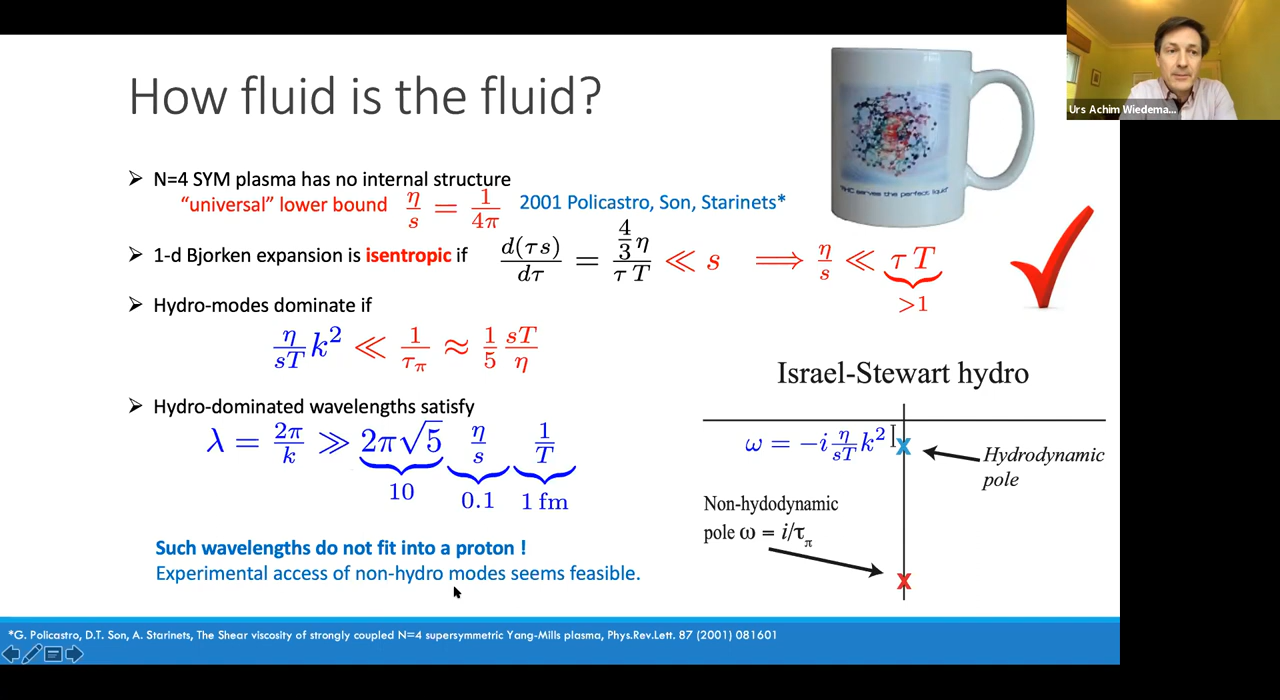 How fluid is the fluid?
Urs Achim Wiedema...
"RHIC serves the perfect liquid"
➢ N=4 SYM plasma has no internal structure
"universal" lower bound η/s = 1/4π 2001 Policastro, Son, Starinets*
➢ 1-d Bjorken expansion is isentropic if d(τs)/dτ = (4/3 η)/(τT) ≪ s ⟹ η/s ≪ τT
>1
➢ Hydro-modes dominate if
η/sT k² ≪ 1/τ_π ≈ 1/5 sT/η
➢ Hydro-dominated wavelengths satisfy
λ = 2π/k ≫ 2π√5 η/s 1/T
10 0.1 1 fm
Such wavelengths do not fit into a proton !
Experimental access of non-hydro modes seems feasible.
Israel-Stewart hydro
ω = −i η/sT k²
Hydrodynamic
pole
Non-hydodynamic
pole ω = i/τ_π
*G. Policastro, D.T. Son, A. Starinets, The Shear viscosity of strongly coupled N=4 supersymmetric Yang-Mills plasma, Phys.Rev.Lett. 87 (2001) 081601